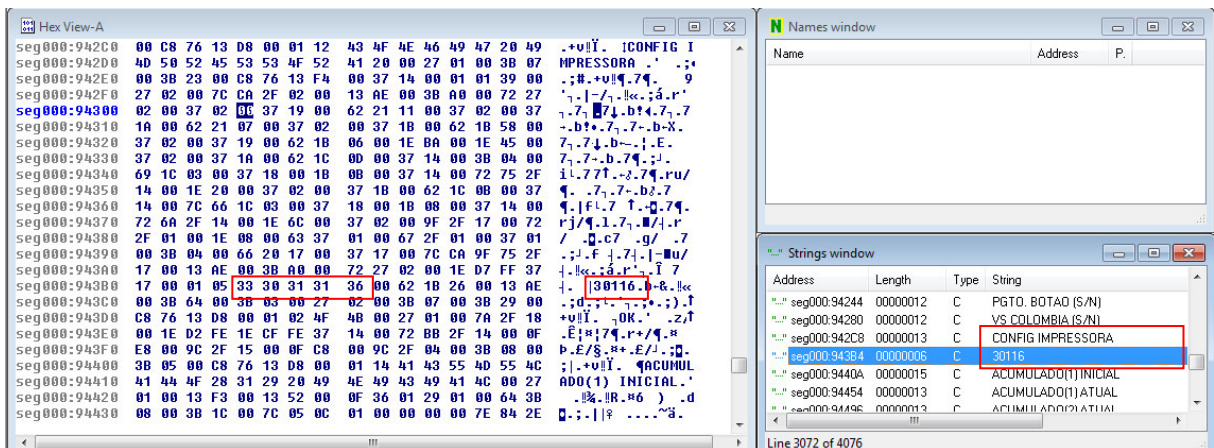 Hex View-A
seg000:942C0 00 C8 76 13 D8 00 01 12 43 4F 4E 46 49 47 20 49 CONFIG I
seg000:942D0 4D 50 52 45 53 53 4F 52 41 20 00 27 01 00 3B 07 MPRESSORA
seg000:942E0 00 3B 23 00 C8 76 13 F4 00 37 14 00 01 01 39 00
seg000:942F0 27 02 00 7C CA 2F 02 00 13 AE 00 3B A0 00 72 27
seg000:94300 02 00 37 02 00 37 19 00 62 21 11 00 37 02 00 37
seg000:94310 1A 00 62 21 07 00 37 02 00 37 1B 00 62 1B 58 00
seg000:94320 37 02 00 37 19 00 62 1B 06 00 1E BA 00 1E 45 00
seg000:94330 37 02 00 37 1A 00 62 1C 0D 00 37 14 00 3B 04 00
seg000:94340 69 1C 03 00 37 18 00 1B 0B 00 37 14 00 72 75 2F
seg000:94350 14 00 1E 20 00 37 02 00 37 1B 00 62 1C 0B 00 37
seg000:94360 14 00 7C 66 1C 03 00 37 18 00 1B 08 00 37 14 00
seg000:94370 72 6A 2F 14 00 1E 6C 00 37 02 00 9F 2F 17 00 72
seg000:94380 2F 01 00 1E 08 00 63 37 01 00 67 2F 01 00 37 01
seg000:94390 00 3B 04 00 66 20 17 00 37 17 00 7C CA 9F 75 2F
seg000:943A0 17 00 13 AE 00 3B A0 00 72 27 02 00 1E D7 FF 37
seg000:943B0 17 00 01 05 33 30 31 31 36 00 62 1B 26 00 13 AE 30116
seg000:943C0 00 3B 64 00 3B 03 00 27 02 00 3B 07 00 3B 29 00
seg000:943D0 C8 76 13 D8 00 01 02 4F 4B 00 27 01 00 7A 2F 18 OK
seg000:943E0 00 1E D2 FE 1E CF FE 37 14 00 72 BB 2F 14 00 0F
seg000:943F0 E8 00 9C 2F 15 00 0F C8 00 9C 2F 04 00 3B 08 00
seg000:94400 3B 05 00 C8 76 13 D8 00 01 14 41 43 55 4D 55 4C ACUMUL
seg000:94410 41 44 4F 28 31 29 20 49 4E 49 43 49 41 4C 00 27 ADO(1) INICIAL.'
seg000:94420 01 00 13 F3 00 13 52 00 0F 36 01 29 01 00 64 3B
seg000:94430 08 00 3B 1C 00 7C 05 0C 01 00 00 00 00 7E 84 2E
Names window
Name Address P.
Strings window
Address Length Type String
seg000:94244 00000012 C PGTO. BOTAO (S/N)
seg000:94280 00000012 C VS COLOMBIA (S/N)
seg000:942C8 00000013 C CONFIG IMPRESSORA
seg000:943B4 00000006 C 30116
seg000:9440A 00000015 C ACUMULADO(1) INICIAL
seg000:94454 00000013 C ACUMULADO(1) ATUAL
seg000:94496 00000013 C ACUMULADO(2) ATUAL
Line 3072 of 4076